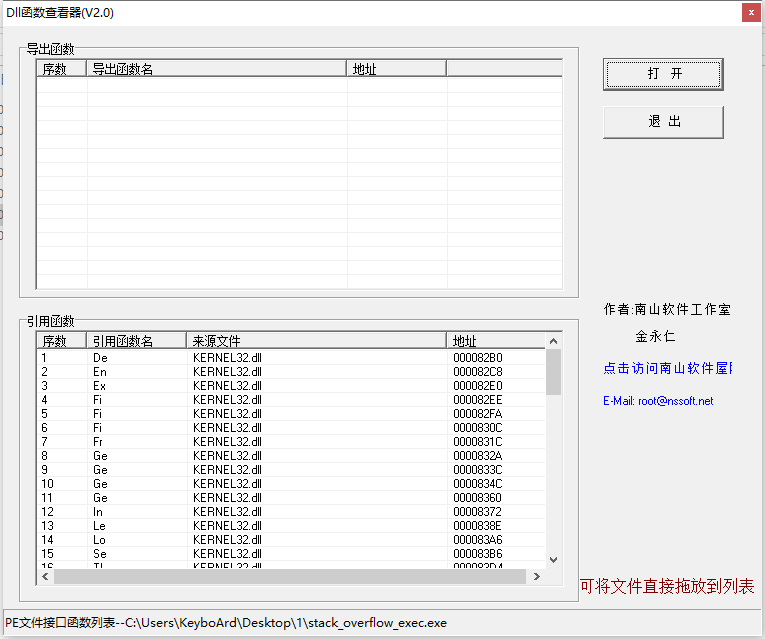 Dll函数查看器(V2.0)
导出函数
序数 导出函数名 地址
打 开
退 出
作者:南山软件工作室
金永仁
点击访问南山软件屋
E-Mail: root@nssoft.net
引用函数
序数 引用函数名 来源文件 地址
1 De KERNEL32.dll 000082B0
2 En KERNEL32.dll 000082C8
3 Ex KERNEL32.dll 000082E0
4 Fi KERNEL32.dll 000082EE
5 Fi KERNEL32.dll 000082FA
6 Fi KERNEL32.dll 0000830C
7 Fr KERNEL32.dll 0000831C
8 Ge KERNEL32.dll 0000832A
9 Ge KERNEL32.dll 0000833C
10 Ge KERNEL32.dll 0000834C
11 Ge KERNEL32.dll 00008360
12 In KERNEL32.dll 00008372
13 Le KERNEL32.dll 0000838E
14 Lo KERNEL32.dll 000083A6
15 Se KERNEL32.dll 000083B6
16 Tl KERNEL32.dll 000083D4
可将文件直接拖放到列表
PE文件接口函数列表--C:\Users\KeyboArd\Desktop\1\stack_overflow_exec.exe